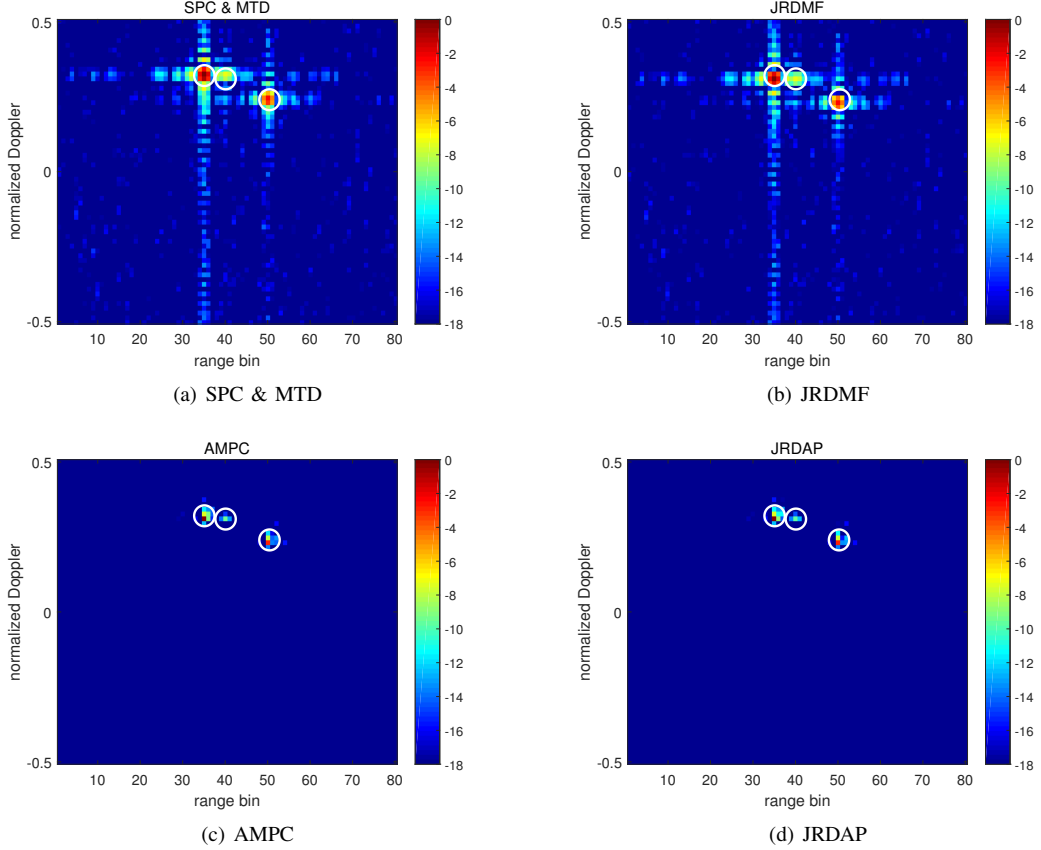 SPC & MTD
0.5
0
-0.5
normalized Doppler
10 20 30 40 50 60 70 80
range bin
0
-2
-4
-6
-8
-10
-12
-14
-16
-18
(a) SPC & MTD
JRDMF
0.5
0
-0.5
normalized Doppler
10 20 30 40 50 60 70 80
range bin
0
-2
-4
-6
-8
-10
-12
-14
-16
-18
(b) JRDMF
AMPC
0.5
0
-0.5
normalized Doppler
10 20 30 40 50 60 70 80
range bin
0
-2
-4
-6
-8
-10
-12
-14
-16
-18
(c) AMPC
JRDAP
0.5
0
-0.5
normalized Doppler
10 20 30 40 50 60 70 80
range bin
0
-2
-4
-6
-8
-10
-12
-14
-16
-18
(d) JRDAP